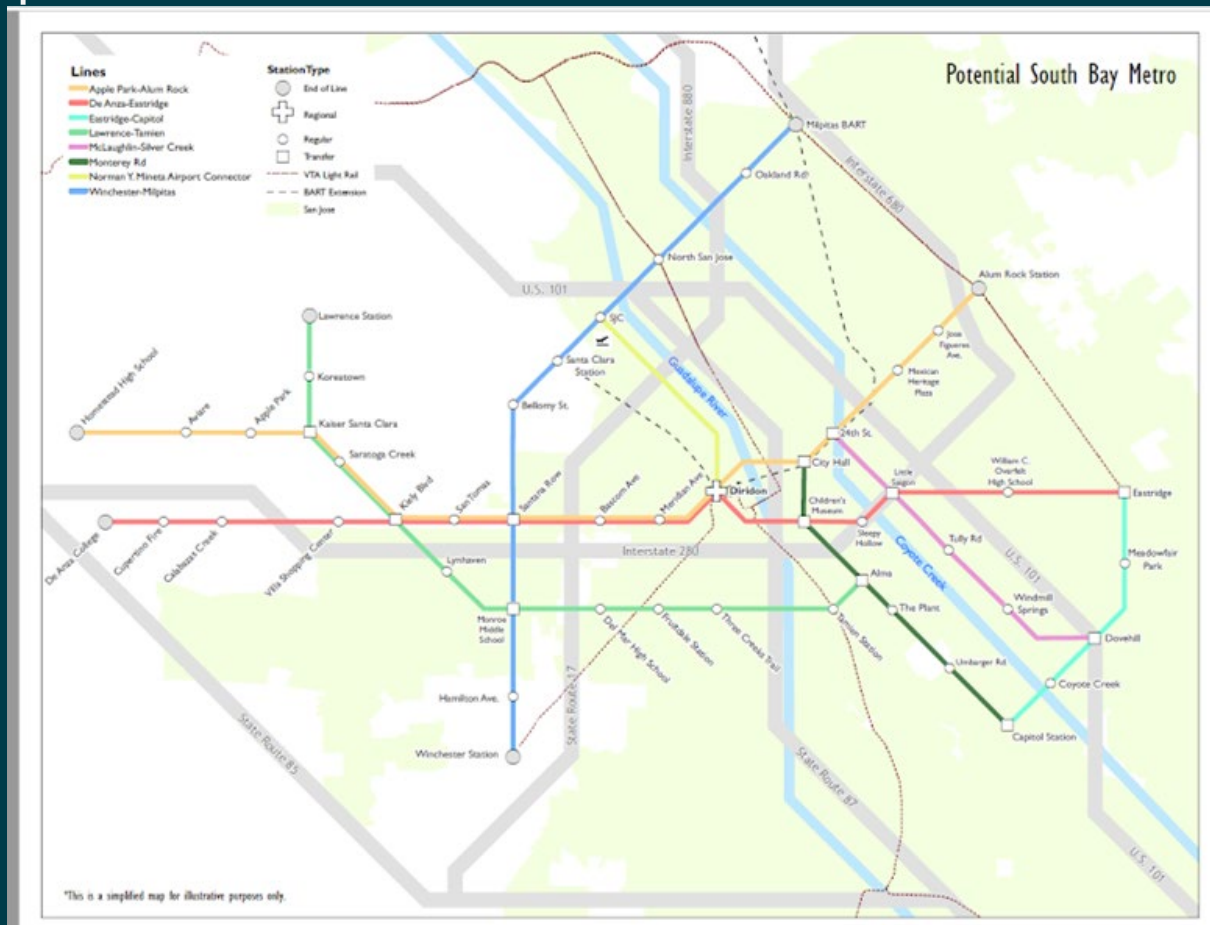 Potential South Bay Metro
Lines
Apple Park-Alum Rock
De Anza-Eastridge
Eastridge-Capitol
Lawrence-Tamien
McLaughlin-Silver Creek
Monterey Rd
Norman Y. Mineta Airport Connector
Winchester-Milpitas
StationType
End of Line
Regional
Regular
Transfer
VTA Light Rail
BART Extension
San Jose
Milpitas BART
Interstate 880
Oakland Rd
Interstate 680
North San Jose
Alum Rock Station
U.S. 101
Lawrence Station
SJC
Jose
Figueres
Ave.
Santa Clara
Station
Guadalupe River
Mexican
Heritage
Plaza
Homestead High School
Koreatown
Bellomy St.
Apple Park
Kaiser Santa Clara
24th St.
Saratoga Creek
City Hall
Little
Saigon
William C.
Overfelt
High School
Kiely Blvd
San Tomas
Santana Row
Bascom Ave
Meridian Ave
Diridon
Children's
Museum
Eastridge
De Anza College
Cupertino Fire
Calabazas Creek
Villa Shopping Center
Interstate 280
Sleepy
Hollow
Tully Rd
U.S. 101
Coyote Creek
Meadowfair
Park
Lynhaven
Alma
The Plant
Windmill
Springs
Monroe
Middle
School
Del Mar High School
Fruitdale Station
Three Creeks Trail
Tamien Station
Dovehill
Umbarger Rd
Coyote Creek
Hamilton Ave.
State Route 17
Capitol Station
State Route 85
Winchester Station
State Route 87
U.S. 101
*This is a simplified map for illustrative purposes only.